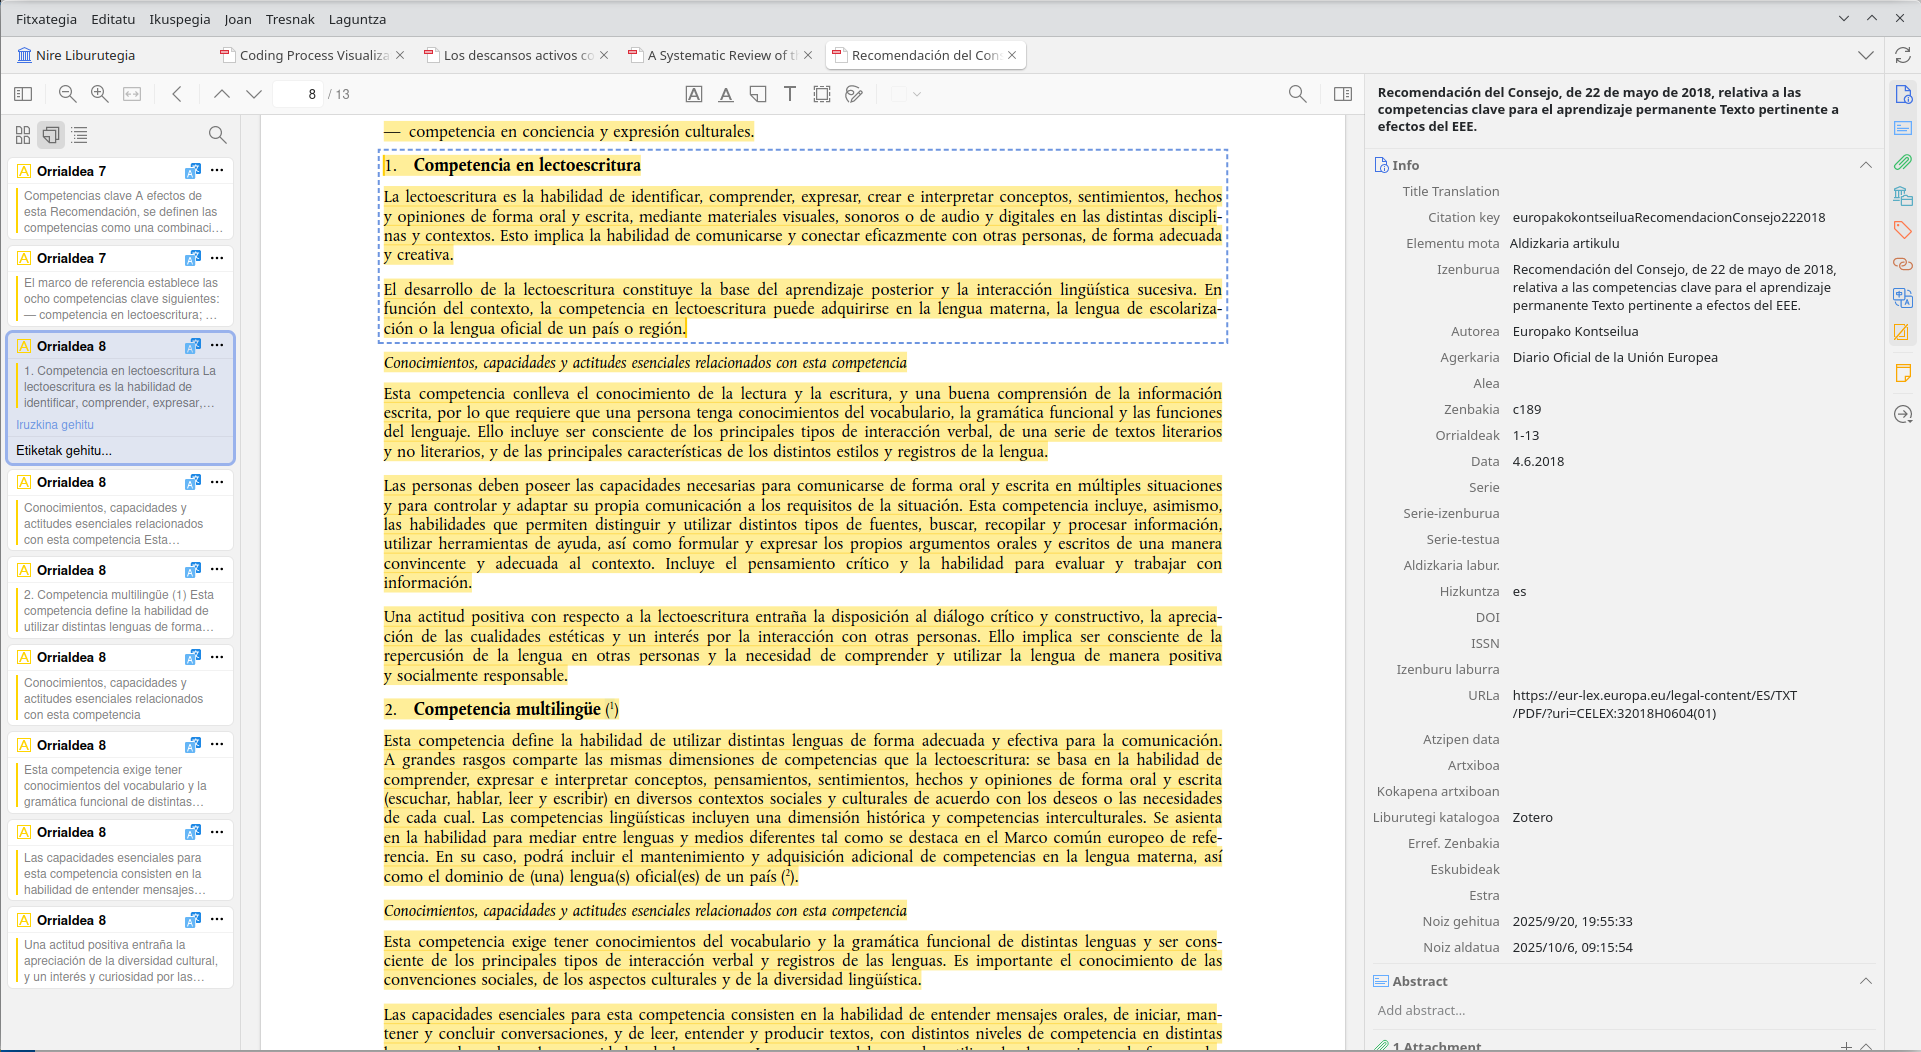 Fitxategia Editatu Ikuspegia Joan Tresnak Laguntza
Nire Liburutegia
Coding Process Visualiza
Los descansos activos co
A Systematic Review of t
Recomendación del Con
8 / 13
Orrialdea 7
Competencias clave A efectos de
esta Recomendación, se definen las
competencias como una combinaci...
Orrialdea 7
El marco de referencia establece las
ocho competencias clave siguientes:
— competencia en lectoescritura; ...
Orrialdea 8
1. Competencia en lectoescritura La
lectoescritura es la habilidad de
identificar, comprender, expresar,...
Iruzkina gehitu
Etiketak gehitu...
Orrialdea 8
Conocimientos, capacidades y
actitudes esenciales relacionados
con esta competencia Esta...
Orrialdea 8
2. Competencia multilingüe (1) Esta
competencia define la habilidad de
utilizar distintas lenguas de forma...
Orrialdea 8
Conocimientos, capacidades y
actitudes esenciales relacionados
con esta competencia
Orrialdea 8
Esta competencia exige tener
conocimientos del vocabulario y la
gramática funcional de distintas...
Orrialdea 8
Las capacidades esenciales para
esta competencia consisten en la
habilidad de entender mensajes...
Orrialdea 8
Una actitud positiva entraña la
apreciación de la diversidad cultural,
y un interés y curiosidad por las...
— competencia en conciencia y expresión culturales.
1. Competencia en lectoescritura
La lectoescritura es la habilidad de identificar, comprender, expresar, crear e interpretar conceptos, sentimientos, hechos
y opiniones de forma oral y escrita, mediante materiales visuales, sonoros o de audio y digitales en las distintas discipli-
nas y contextos. Esto implica la habilidad de comunicarse y conectar eficazmente con otras personas, de forma adecuada
y creativa.
El desarrollo de la lectoescritura constituye la base del aprendizaje posterior y la interacción lingüística sucesiva. En
función del contexto, la competencia en lectoescritura puede adquirirse en la lengua materna, la lengua de escolariza-
ción o la lengua oficial de un país o región.
Conocimientos, capacidades y actitudes esenciales relacionados con esta competencia
Esta competencia conlleva el conocimiento de la lectura y la escritura, y una buena comprensión de la información
escrita, por lo que requiere que una persona tenga conocimientos del vocabulario, la gramática funcional y las funciones
del lenguaje. Ello incluye ser consciente de los principales tipos de interacción verbal, de una serie de textos literarios
y no literarios, y de las principales características de los distintos estilos y registros de la lengua.
Las personas deben poseer las capacidades necesarias para comunicarse de forma oral y escrita en múltiples situaciones
y para controlar y adaptar su propia comunicación a los requisitos de la situación. Esta competencia incluye, asimismo,
las habilidades que permiten distinguir y utilizar distintos tipos de fuentes, buscar, recopilar y procesar información,
utilizar herramientas de ayuda, así como formular y expresar los propios argumentos orales y escritos de una manera
convincente y adecuada al contexto. Incluye el pensamiento crítico y la habilidad para evaluar y trabajar con
información.
Una actitud positiva con respecto a la lectoescritura entraña la disposición al diálogo crítico y constructivo, la aprecia-
ción de las cualidades estéticas y un interés por la interacción con otras personas. Ello implica ser consciente de la
repercusión de la lengua en otras personas y la necesidad de comprender y utilizar la lengua de manera positiva
y socialmente responsable.
2. Competencia multilingüe (1)
Esta competencia define la habilidad de utilizar distintas lenguas de forma adecuada y efectiva para la comunicación.
A grandes rasgos comparte las mismas dimensiones de competencias que la lectoescritura: se basa en la habilidad de
comprender, expresar e interpretar conceptos, pensamientos, sentimientos, hechos y opiniones de forma oral y escrita
(escuchar, hablar, leer y escribir) en diversos contextos sociales y culturales de acuerdo con los deseos o las necesidades
de cada cual. Las competencias lingüísticas incluyen una dimensión histórica y competencias interculturales. Se asienta
en la habilidad para mediar entre lenguas y medios diferentes tal como se destaca en el Marco común europeo de refe-
rencia. En su caso, podrá incluir el mantenimiento y adquisición adicional de competencias en la lengua materna, así
como el dominio de (una) lengua(s) oficial(es) de un país (2).
Conocimientos, capacidades y actitudes esenciales relacionados con esta competencia
Esta competencia exige tener conocimientos del vocabulario y la gramática funcional de distintas lenguas y ser cons-
ciente de los principales tipos de interacción verbal y registros de las lenguas. Es importante el conocimiento de las
convenciones sociales, de los aspectos culturales y de la diversidad lingüística.
Las capacidades esenciales para esta competencia consisten en la habilidad de entender mensajes orales, de iniciar, man-
tener y concluir conversaciones, y de leer, entender y producir textos, con distintos niveles de competencia en distintas
Recomendación del Consejo, de 22 de mayo de 2018, relativa a las
competencias clave para el aprendizaje permanente Texto pertinente a
efectos del EEE.
Info
Title Translation
Citation key europakokontseiluaRecomendacionConsejo222018
Elementu mota Aldizkaria artikulu
Izenburua Recomendación del Consejo, de 22 de mayo de 2018,
relativa a las competencias clave para el aprendizaje
permanente Texto pertinente a efectos del EEE.
Autorea Europako Kontseilua
Agerkaria Diario Oficial de la Unión Europea
Alea
Zenbakia c189
Orrialdeak 1-13
Data 4.6.2018
Serie
Serie-izenburua
Serie-testua
Aldizkaria labur.
Hizkuntza es
DOI
ISSN
Izenburu laburra
URLa https://eur-lex.europa.eu/legal-content/ES/TXT
/PDF/?uri=CELEX:32018H0604(01)
Atzipen data
Artxiboa
Kokapena artxiboan
Liburutegi katalogoa Zotero
Erref. Zenbakia
Eskubideak
Estra
Noiz gehitua 2025/9/20, 19:55:33
Noiz aldatua 2025/10/6, 09:15:54
Abstract
Add abstract...
1 Attachment